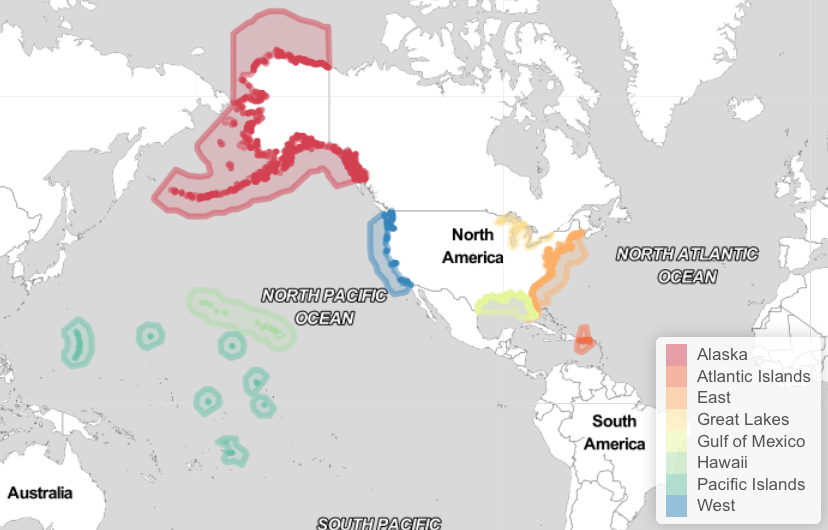 North
America
NORTH ATLANTIC
OCEAN
NORTH PACIFIC
OCEAN
South
America
Australia
SOUTH PACIFIC
Alaska
Atlantic Islands
East
Great Lakes
Gulf of Mexico
Hawaii
Pacific Islands
West